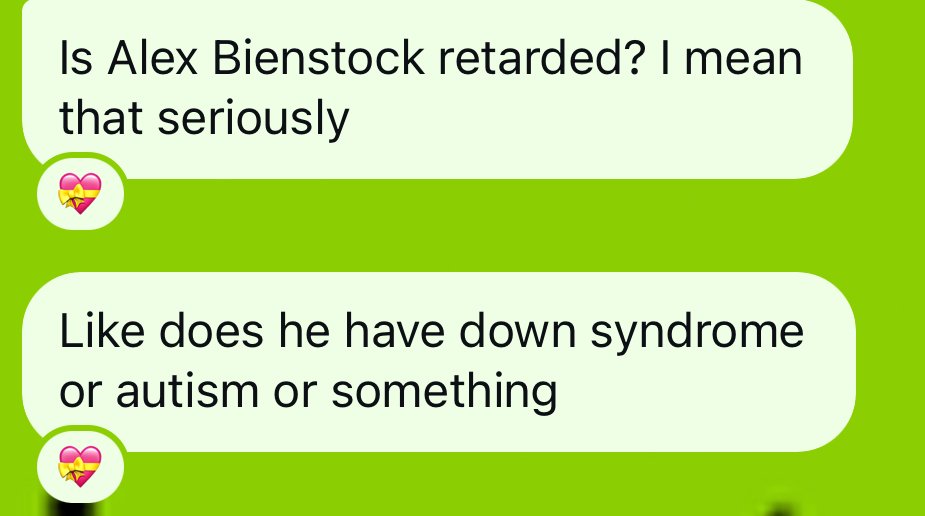 Is Alex Bienstock retarded? I mean
that seriously
Like does he have down syndrome
or autism or something